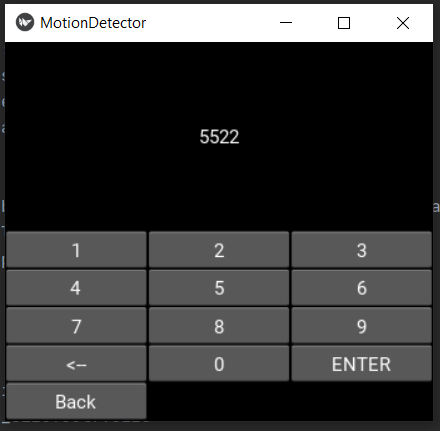 MotionDetector
5522
1 2 3
4 5 6
7 8 9
<-- 0 ENTER
Back